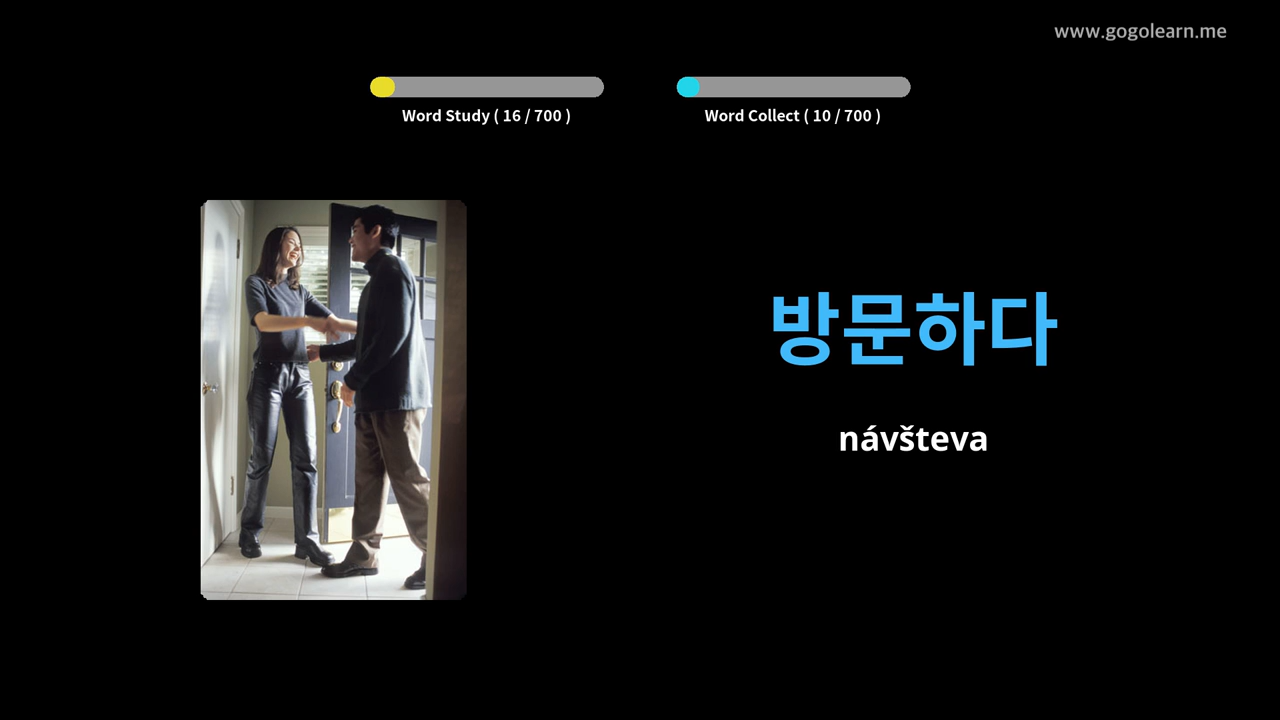 www.gogolearn.me
Word Study ( 16 / 700 )
Word Collect ( 10 / 700 )
방문하다
návšteva